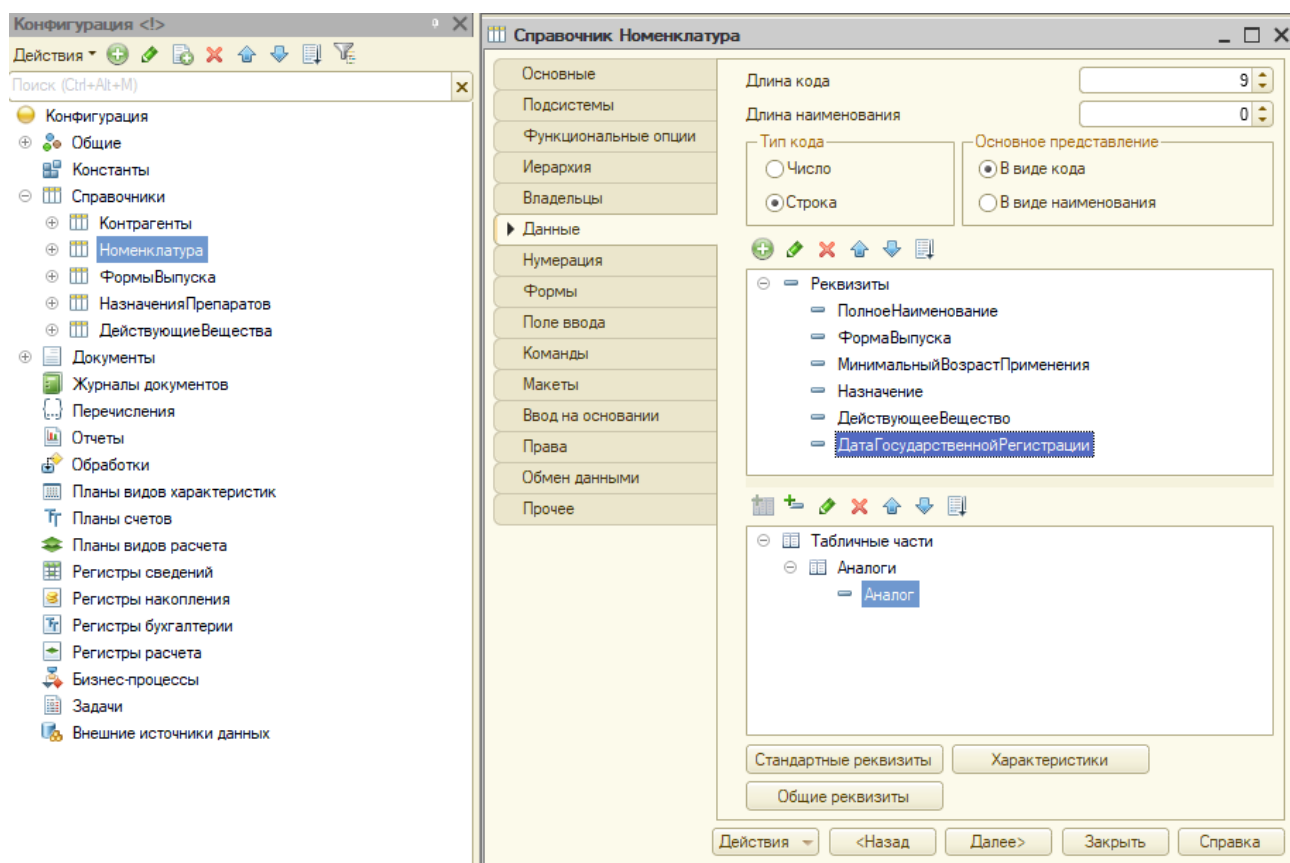 Конфигурация <!>
Действия
Поиск (Ctrl+Alt+M)
Конфигурация
Общие
Константы
Справочники
Контрагенты
Номенклатура
ФормыВыпуска
НазначенияПрепаратов
ДействующиеВещества
Документы
Журналы документов
Перечисления
Отчеты
Обработки
Планы видов характеристик
Планы счетов
Планы видов расчета
Регистры сведений
Регистры накопления
Регистры бухгалтерии
Регистры расчета
Бизнес-процессы
Задачи
Внешние источники данных
Справочник Номенклатура
Основные
Подсистемы
Функциональные опции
Иерархия
Владельцы
Данные
Нумерация
Формы
Поле ввода
Команды
Макеты
Ввод на основании
Права
Обмен данными
Прочее
Длина кода 9
Длина наименования 0
Тип кода
Число
Строка
Основное представление
В виде кода
В виде наименования
Реквизиты
ПолноеНаименование
ФормаВыпуска
МинимальныйВозрастПрименения
Назначение
ДействующееВещество
ДатаГосударственнойРегистрации
Табличные части
Аналоги
Аналог
Стандартные реквизиты Характеристики
Общие реквизиты
Действия <Назад Далее> Закрыть Справка